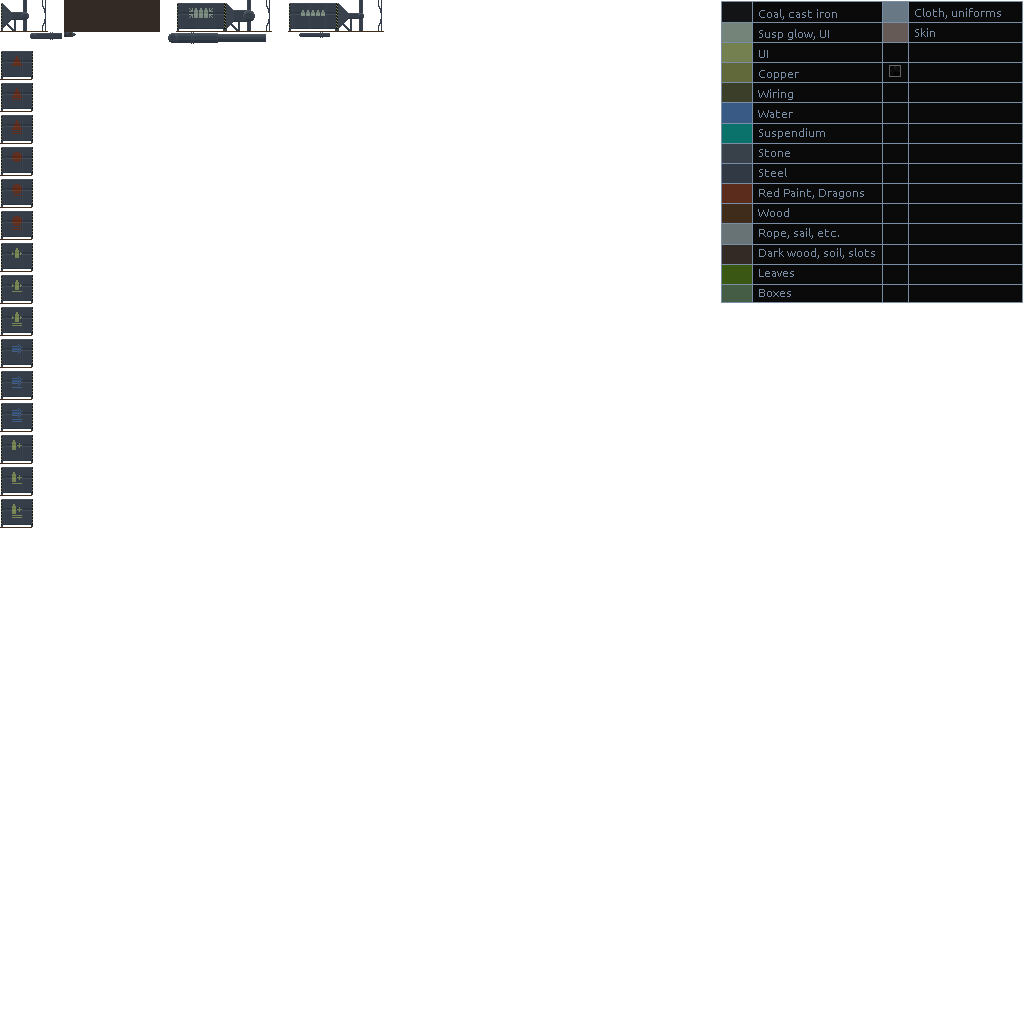 Coal, cast iron
Cloth, uniforms
Susp glow, UI
Skin
UI
Copper
Wiring
Water
Suspendium
Stone
Steel
Red Paint, Dragons
Wood
Rope, sail, etc.
Dark wood, soil, slots
Leaves
Boxes